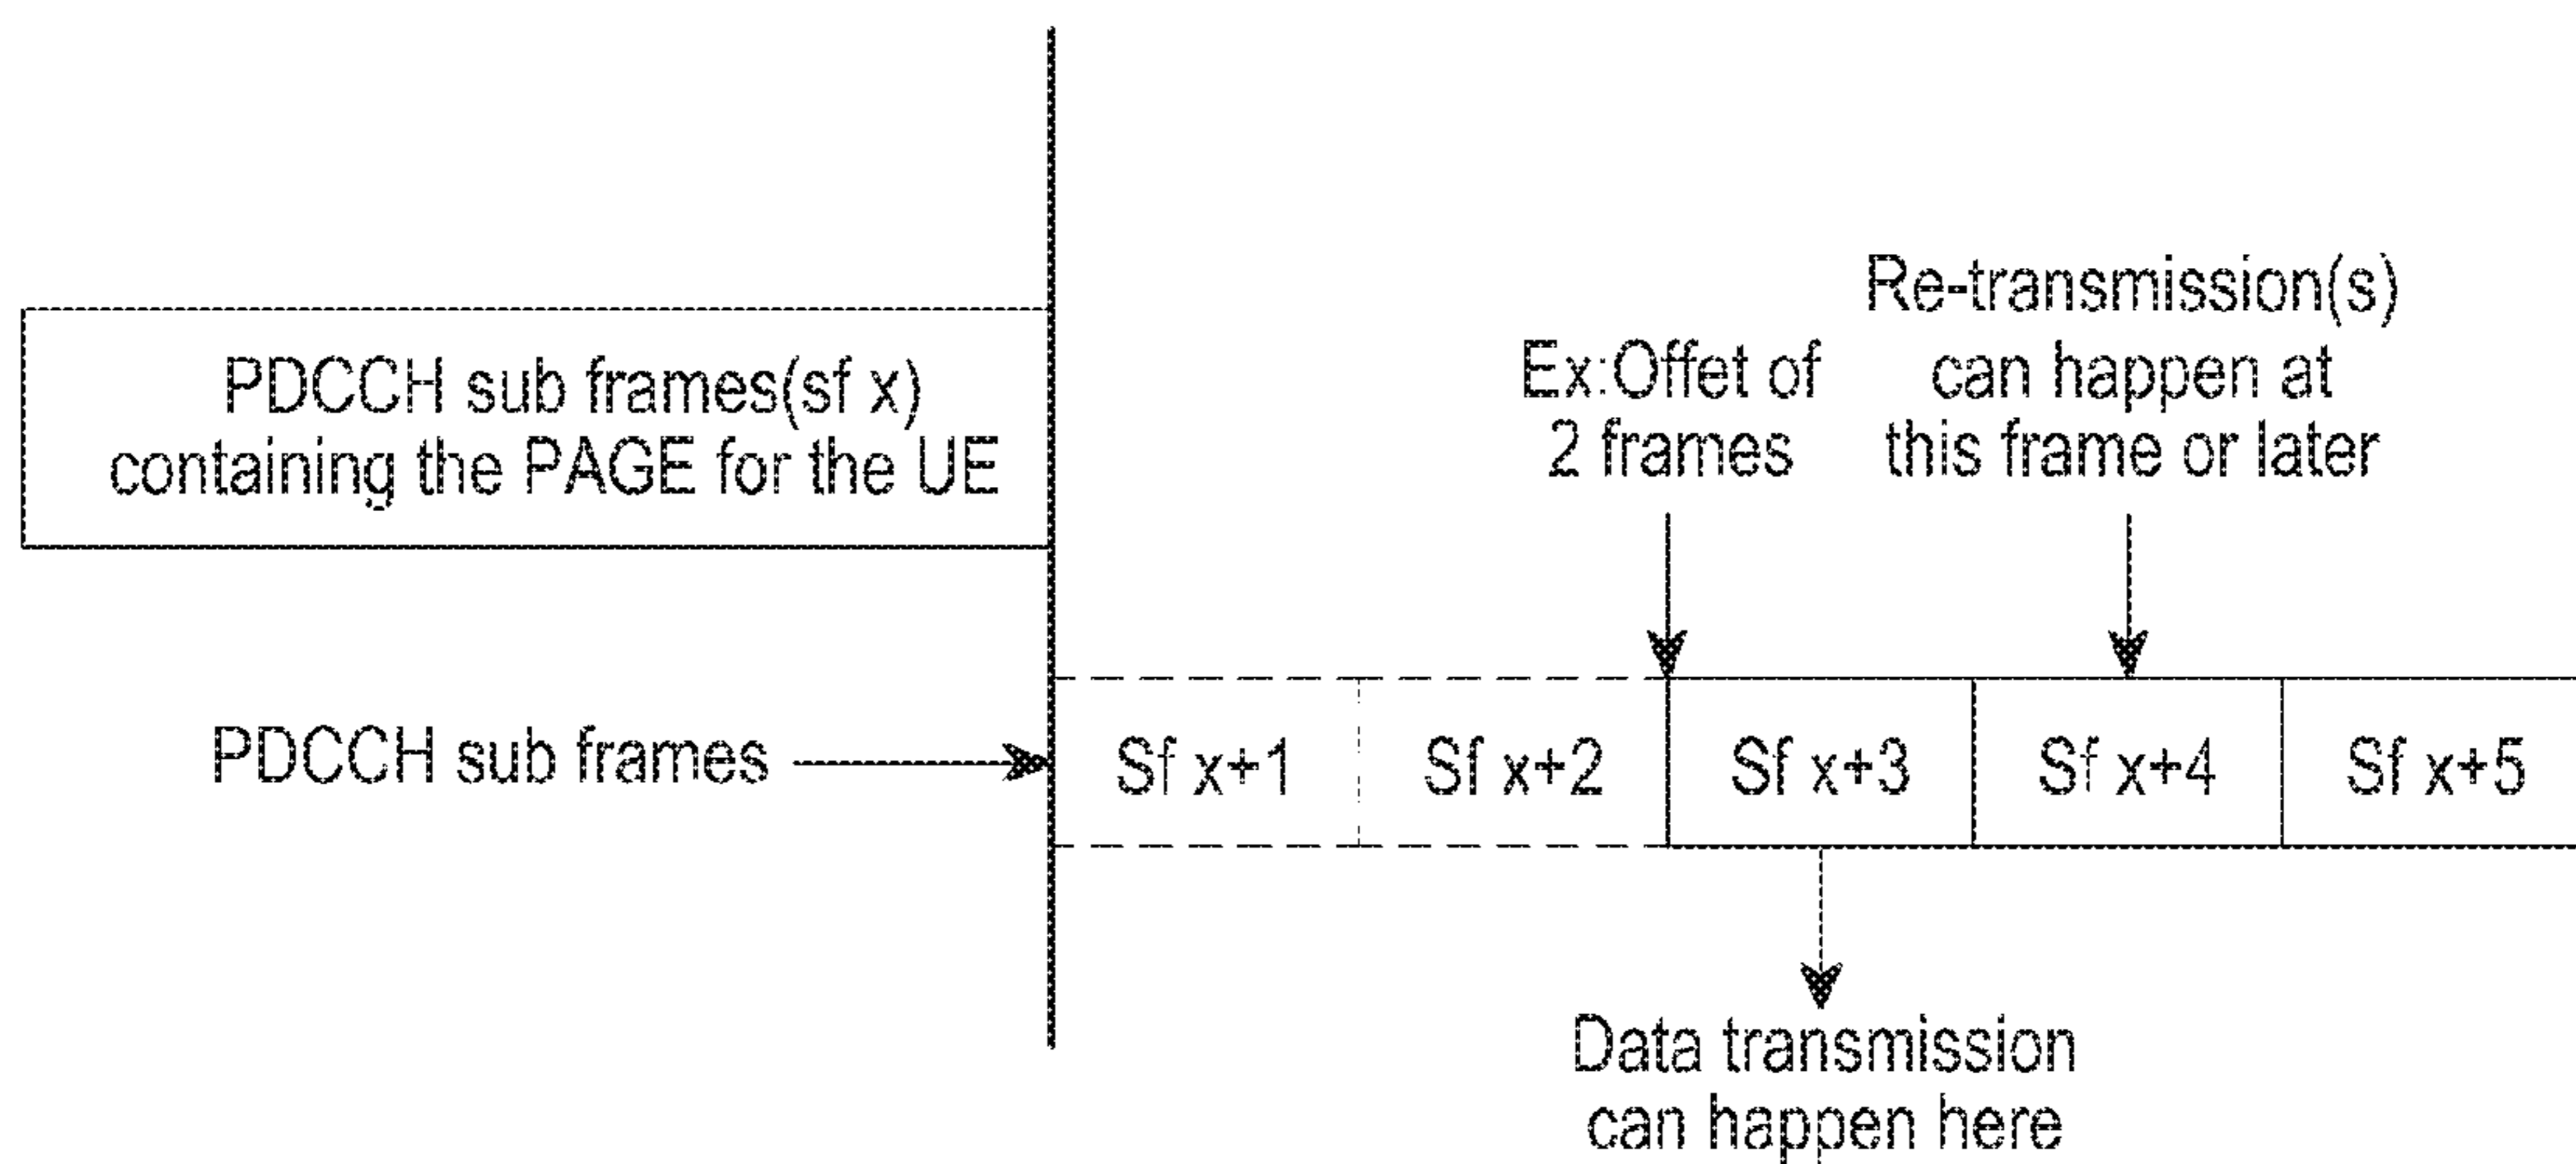 PDCCH sub frames(sf x)
containing the PAGE for the UE
Ex:Offet of
2 frames
Re-transmission(s)
can happen at
this frame or later
PDCCH sub frames
Sf x+1
Sf x+2
Sf x+3
Sf x+4
Sf x+5
Data transmission
can happen here